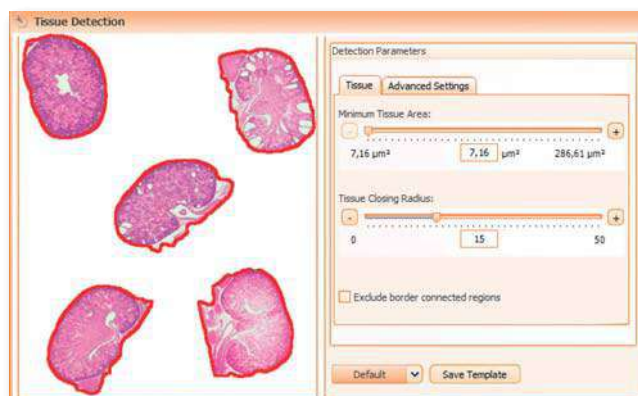 Tissue Detection
Detection Parameters
Tissue Advanced Settings
Minimum Tissue Area:
- +
7,16 µm² 7,16 µm² 286,61 µm²
Tissue Closing Radius:
- +
0 15 50
Exclude border connected regions
Default Save Template